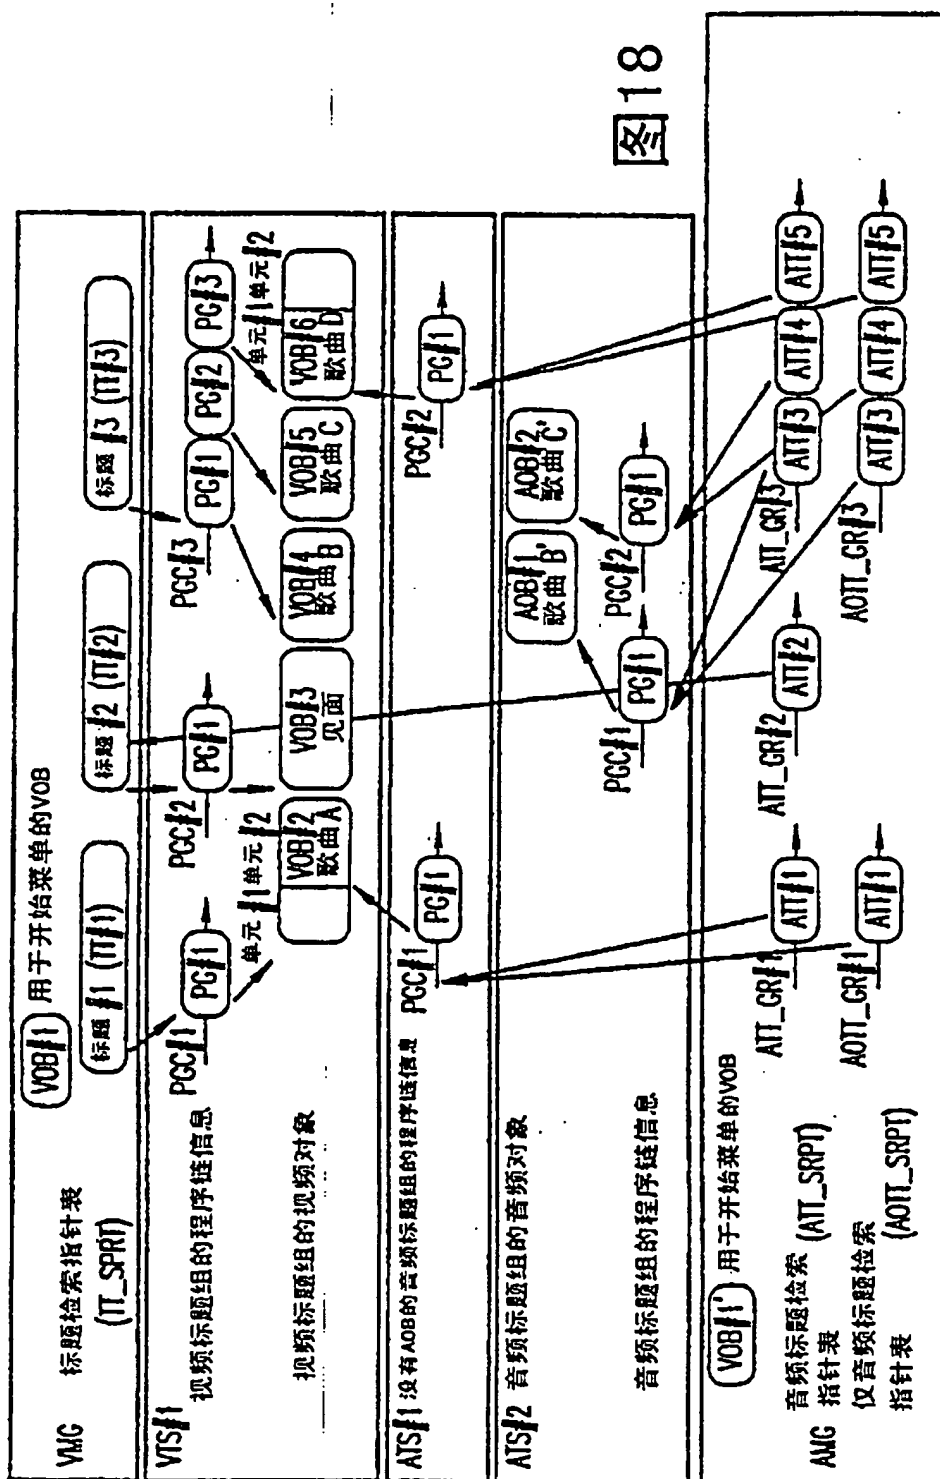 图18
VMG
标题检索指针表
(TT_SPRT)
VOB#1 用于开始菜单的VOB
标题 #1 (TT#1)
标题 #2 (TT#2)
标题 #3 (TT#3)
VTS#1
视频标题组的程序链信息
PGC#1
PG#1
PGC#2
PG#1
PGC#3
PG#1
PG#2
PG#3
单元 #1
单元 #2
单元 #1
单元 #2
视频标题组的视频对象
VOB#2
歌曲A
VOB#3
见面
VOB#4
歌曲B
VOB#5
歌曲C
VOB#6
歌曲D
ATS#1 没有AOB的音频标题组的程序链信息
PGC#1
PG#1
PGC#2
PG#1
ATS#2 音频标题组的音频对象
AOB#1
歌曲B'
AOB#2
歌曲C'
音频标题组的程序链信息
PGC#1
PG#1
PGC#2
PG#1
VOB#1' 用于开始菜单的VOB
AMG
音频标题检索
指针表
(ATT_SRPT)
ATT_GR#1
ATT#1
ATT_GR#2
ATT#2
ATT_GR#3
ATT#3
ATT#4
ATT#5
仅音频标题检索
指针表
(AOTT_SRPT)
AOTT_GR#1
ATT#1
AOTT_GR#3
ATT#3
ATT#4
ATT#5